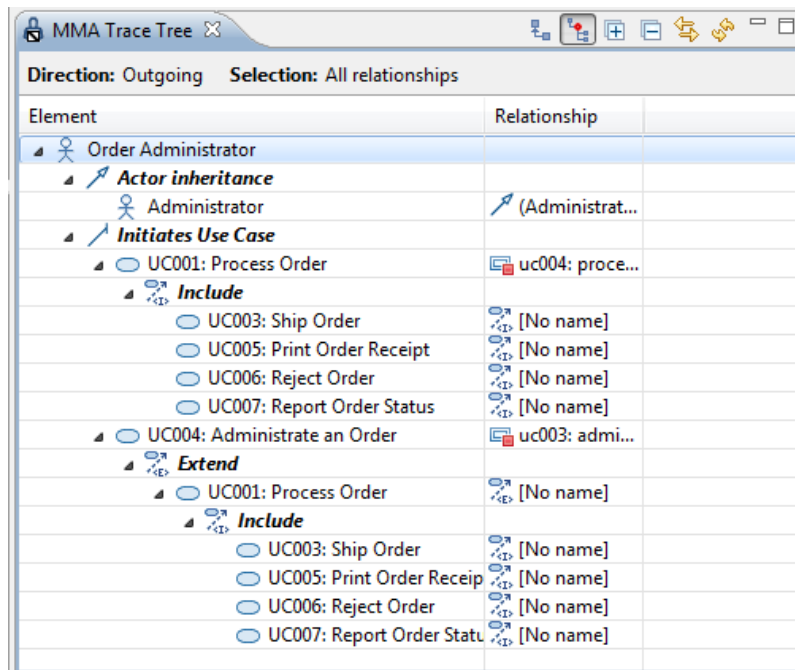 MMA Trace Tree
Direction: Outgoing Selection: All relationships
Element Relationship
Order Administrator
Actor inheritance
Administrator (Administrat...
Initiates Use Case
UC001: Process Order uc004: proce...
Include
UC003: Ship Order [No name]
UC005: Print Order Receipt [No name]
UC006: Reject Order [No name]
UC007: Report Order Status [No name]
UC004: Administrate an Order uc003: admi...
Extend
UC001: Process Order [No name]
Include
UC003: Ship Order [No name]
UC005: Print Order Receip [No name]
UC006: Reject Order [No name]
UC007: Report Order Statu [No name]